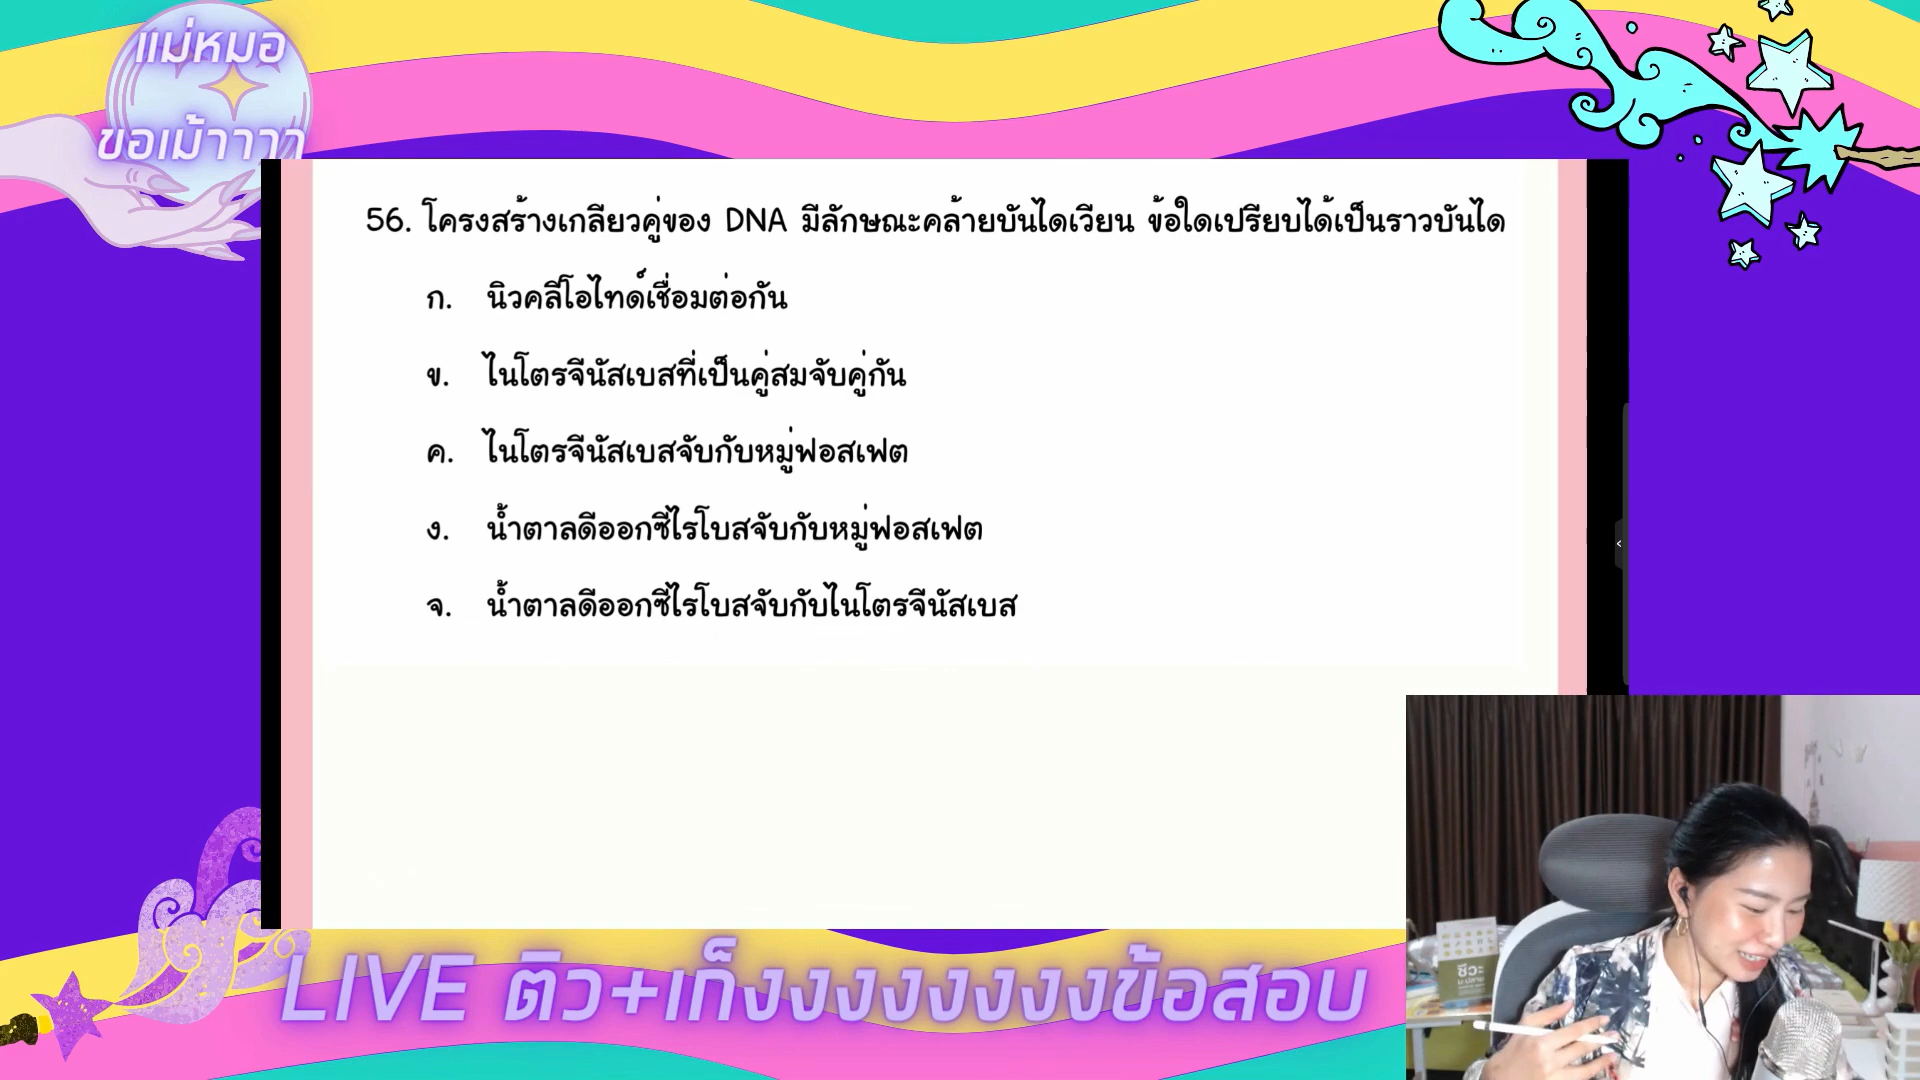 แม่หมอ
ขอเม้าาาา
56. โครงสร้างเกลียวคู่ของ DNA มีลักษณะคล้ายบันไดเวียน ข้อใดเปรียบได้เป็นราวบันได
ก. นิวคลีโอไทด์เชื่อมต่อกัน
ข. ไนโตรจีนัสเบสที่เป็นคู่สมจับคู่กัน
ค. ไนโตรจีนัสเบสจับกับหมู่ฟอสเฟต
ง. น้ำตาลดีออกซีไรโบสจับกับหมู่ฟอสเฟต
จ. น้ำตาลดีออกซีไรโบสจับกับไนโตรจีนัสเบส
ชีวะ
LIVE ติว+เก็งงงงงงงงข้อสอบ